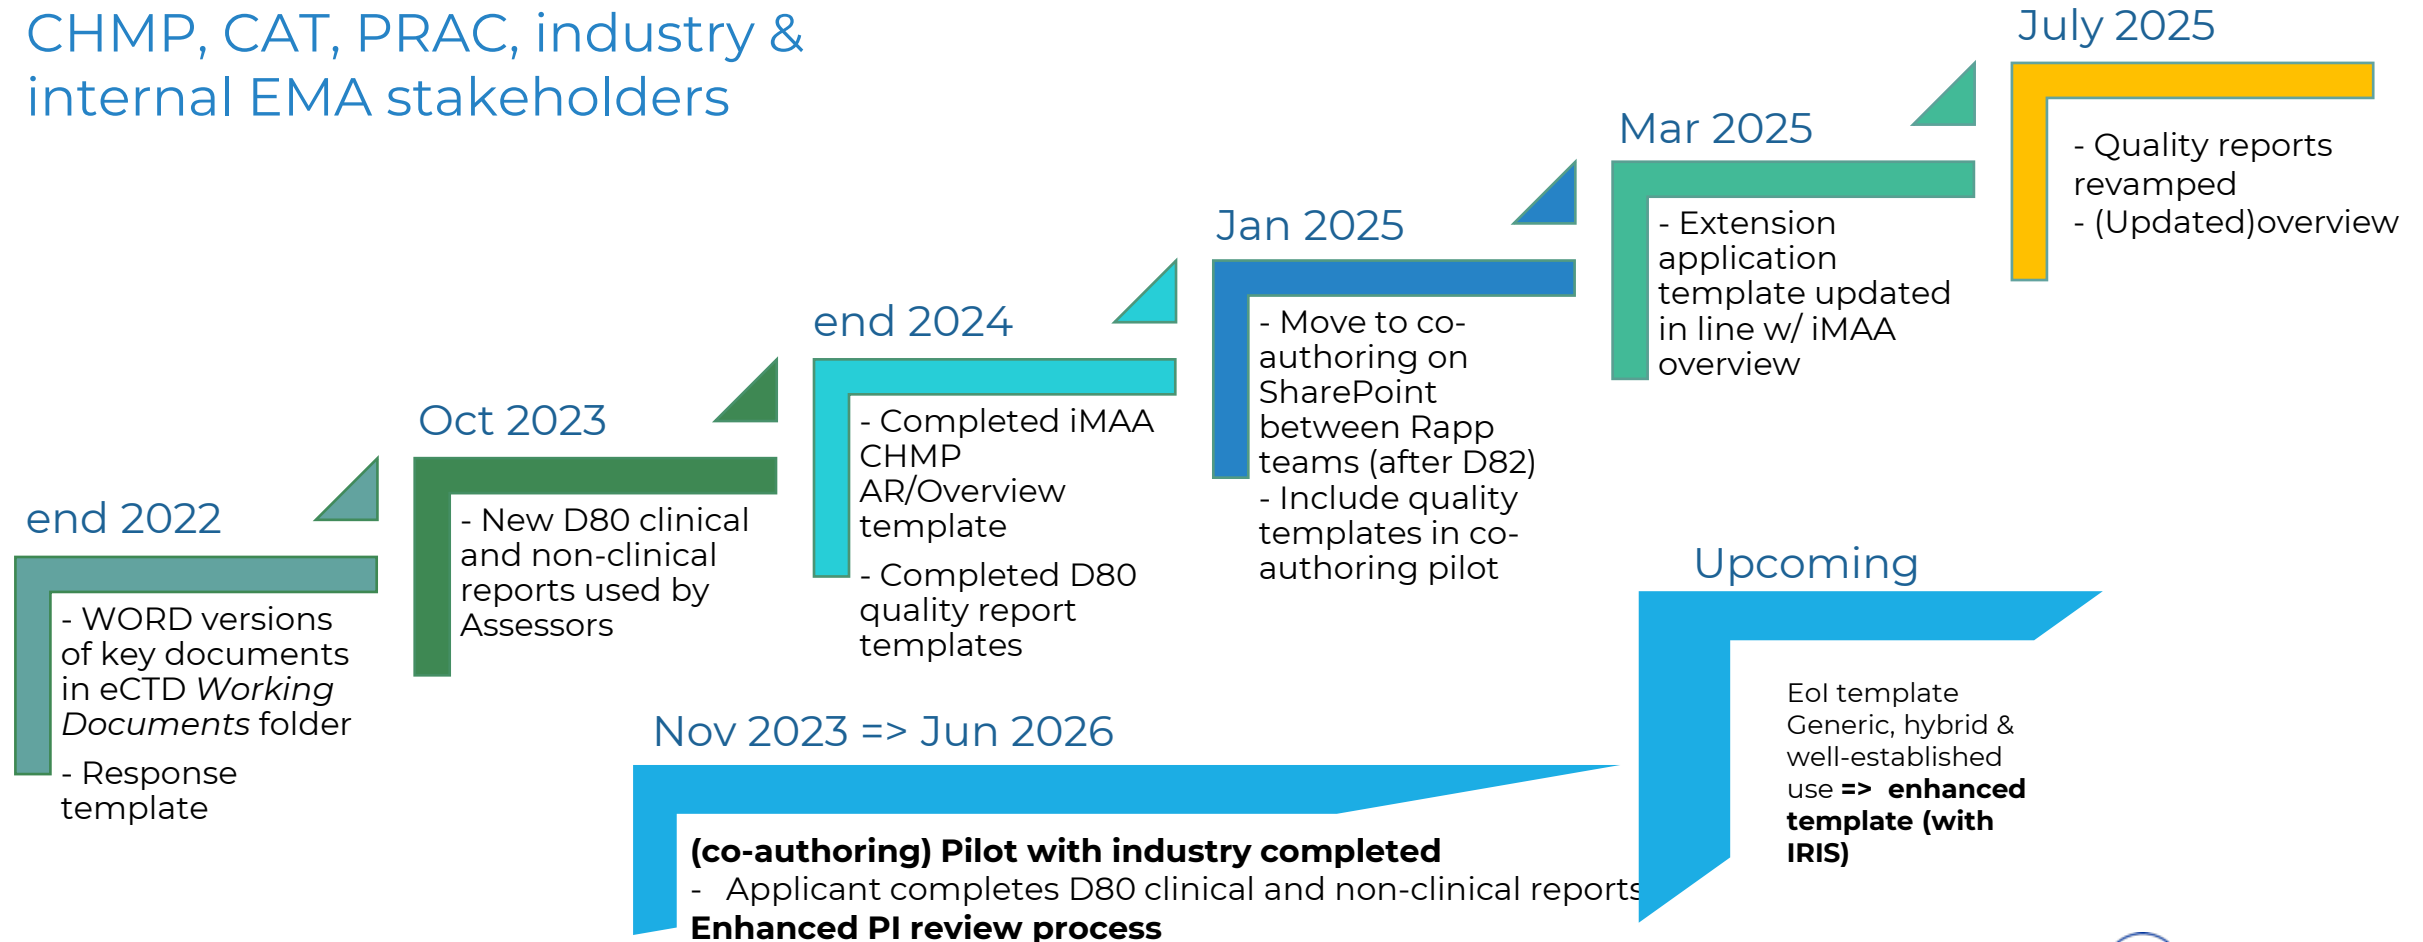 CHMP, CAT, PRAC, industry &
internal EMA stakeholders
end 2022
- WORD versions
of key documents
in eCTD Working
Documents folder
- Response
template
Oct 2023
- New D80 clinical
and non-clinical
reports used by
Assessors
end 2024
- Completed iMAA
CHMP
AR/Overview
template
- Completed D80
quality report
templates
Jan 2025
- Move to co-
authoring on
SharePoint
between Rapp
teams (after D82)
- Include quality
templates in co-
authoring pilot
Mar 2025
- Extension
application
template updated
in line w/ iMAA
overview
July 2025
- Quality reports
revamped
- (Updated)overview
Nov 2023 => Jun 2026
(co-authoring) Pilot with industry completed
- Applicant completes D80 clinical and non-clinical reports
Enhanced PI review process
Upcoming
EoI template
Generic, hybrid &
well-established
use => enhanced
template (with
IRIS)